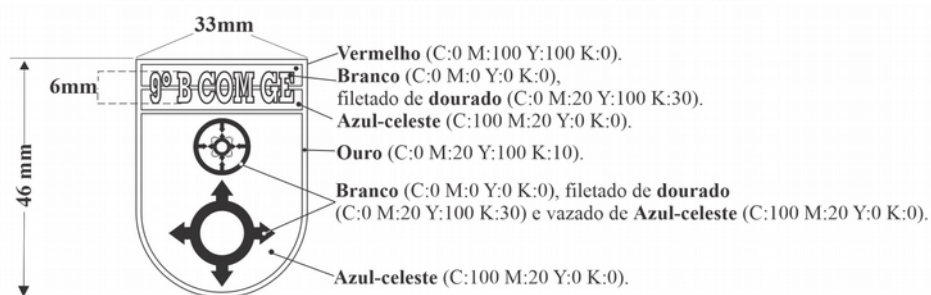 33mm
Vermelho (C:0 M:100 Y:100 K:0).
6mm
9º B COM GE
Branco (C:0 M:0 Y:0 K:0),
filetado de dourado (C:0 M:20 Y:100 K:30).
Azul-celeste (C:100 M:20 Y:0 K:0).
46 mm
Ouro (C:0 M:20 Y:100 K:10).
Branco (C:0 M:0 Y:0 K:0), filetado de dourado
(C:0 M:20 Y:100 K:30) e vazado de Azul-celeste (C:100 M:20 Y:0 K:0).
Azul-celeste (C:100 M:20 Y:0 K:0).